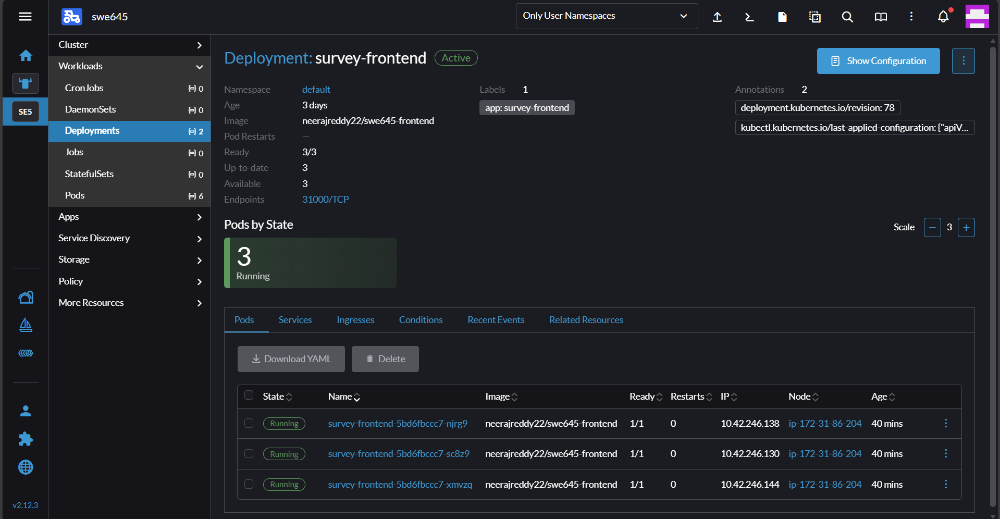 swe645
Only User Namespaces
SE5
v2.12.3
Cluster
Workloads
CronJobs 0
DaemonSets 0
Deployments 2
Jobs 0
StatefulSets 0
Pods 6
Apps
Service Discovery
Storage
Policy
More Resources
Deployment: survey-frontend Active
Show Configuration
Namespace default
Age 3 days
Image neerajreddy22/swe645-frontend
Pod Restarts —
Ready 3/3
Up-to-date 3
Available 3
Endpoints 31000/TCP
Labels 1
app: survey-frontend
Annotations 2
deployment.kubernetes.io/revision: 78
kubectl.kubernetes.io/last-applied-configuration: {"apiV...
Pods by State
Scale − 3 +
3
Running
Pods Services Ingresses Conditions Recent Events Related Resources
Download YAML Delete
State Name Image Ready Restarts IP Node Age
Running survey-frontend-5bd6fbccc7-njrg9 neerajreddy22/swe645-frontend 1/1 0 10.42.246.138 ip-172-31-86-204 40 mins
Running survey-frontend-5bd6fbccc7-sc8z9 neerajreddy22/swe645-frontend 1/1 0 10.42.246.130 ip-172-31-86-204 40 mins
Running survey-frontend-5bd6fbccc7-xmvzq neerajreddy22/swe645-frontend 1/1 0 10.42.246.144 ip-172-31-86-204 40 mins